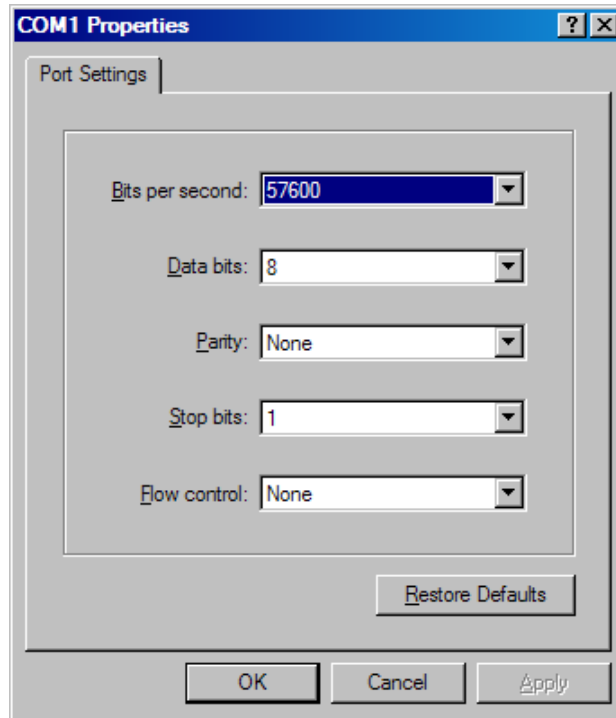 COM1 Properties
Port Settings
Bits per second: 57600
Data bits: 8
Parity: None
Stop bits: 1
Flow control: None
Restore Defaults
OK Cancel Apply